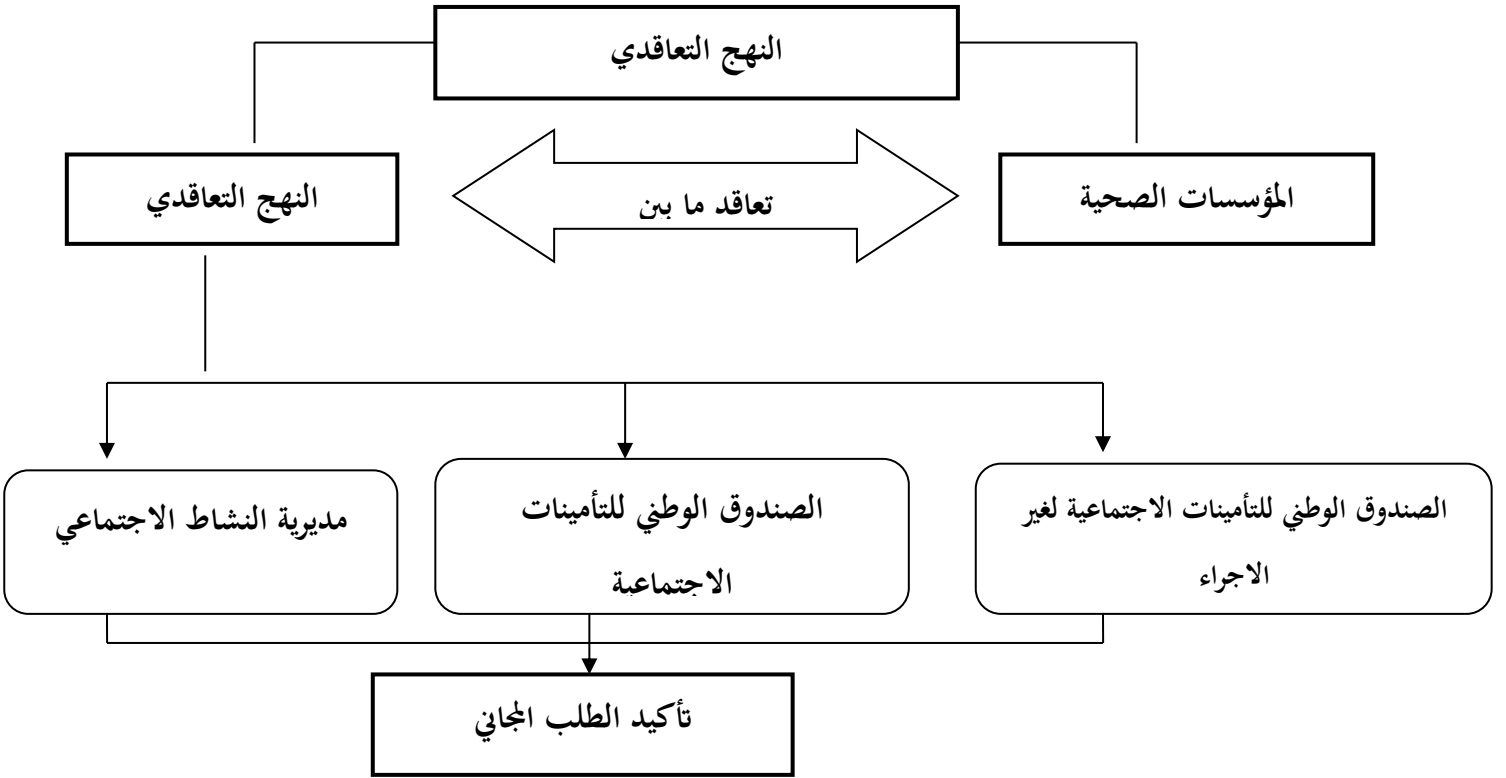 النهج التعاقدي
المؤسسات الصحية
تعاقد ما بين
النهج التعاقدي
الصندوق الوطني للتأمينات الاجتماعية لغير
الاجراء
الصندوق الوطني للتأمينات
الاجتماعية
مديرية النشاط الاجتماعي
تأكيد الطلب المجاني